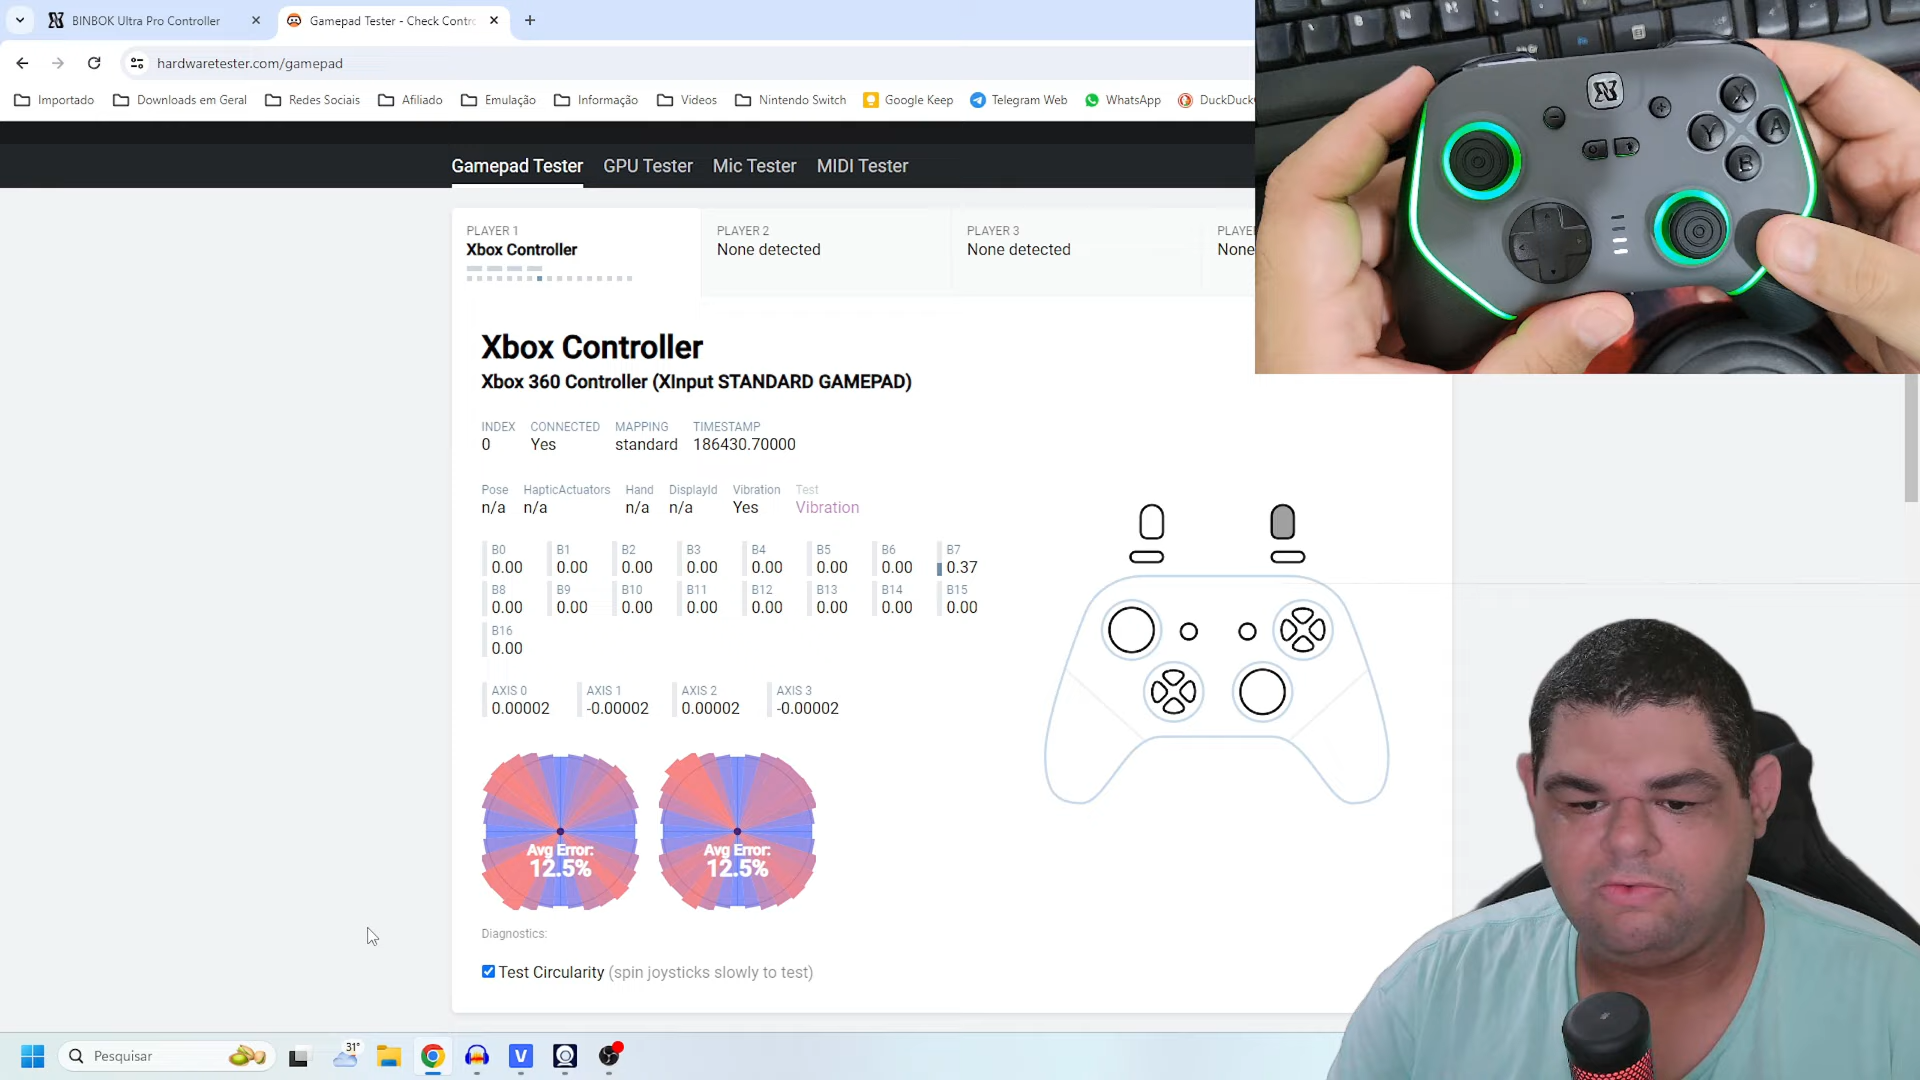 BINBOK Ultra Pro Controller
Gamepad Tester - Check Contro
hardwaretester.com/gamepad
Importado Downloads em Geral Redes Sociais Afiliado Emulação Informação Videos Nintendo Switch Google Keep Telegram Web WhatsApp DuckDuck
Gamepad Tester GPU Tester Mic Tester MIDI Tester
PLAYER 1 PLAYER 2 PLAYER 3 PLAYE
Xbox Controller None detected None detected None
Xbox Controller
Xbox 360 Controller (XInput STANDARD GAMEPAD)
INDEX CONNECTED MAPPING TIMESTAMP
0 Yes standard 186430.70000
Pose HapticActuators Hand DisplayId Vibration Test
n/a n/a n/a n/a Yes Vibration
B0 B1 B2 B3 B4 B5 B6 B7
0.00 0.00 0.00 0.00 0.00 0.00 0.00 0.37
B8 B9 B10 B11 B12 B13 B14 B15
0.00 0.00 0.00 0.00 0.00 0.00 0.00 0.00
B16
0.00
AXIS 0 AXIS 1 AXIS 2 AXIS 3
0.00002 -0.00002 0.00002 -0.00002
Avg Error: Avg Error:
12.5% 12.5%
Diagnostics:
Test Circularity (spin joysticks slowly to test)
Pesquisar 31° V
X
Y A
B